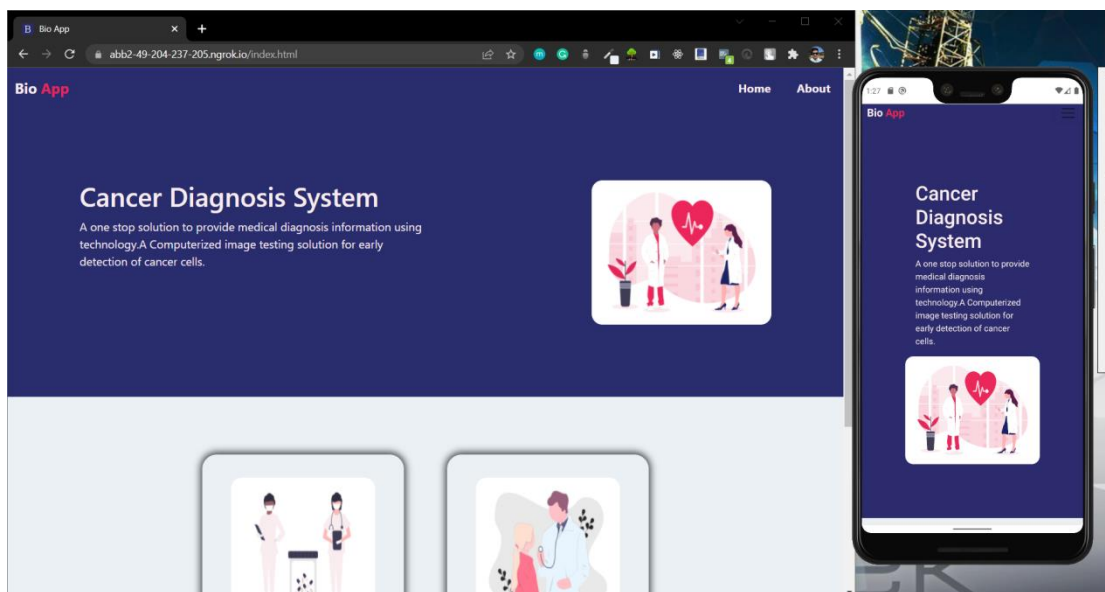 B Bio App
abb2-49-204-237-205.ngrok.io/index.html
Bio App
Home About
Cancer Diagnosis System
A one stop solution to provide medical diagnosis information using
technology.A Computerized image testing solution for early
detection of cancer cells.
1:27
Bio App
Cancer
Diagnosis
System
A one stop solution to provide
medical diagnosis
information using
technology.A Computerized
image testing solution for
early detection of cancer
cells.